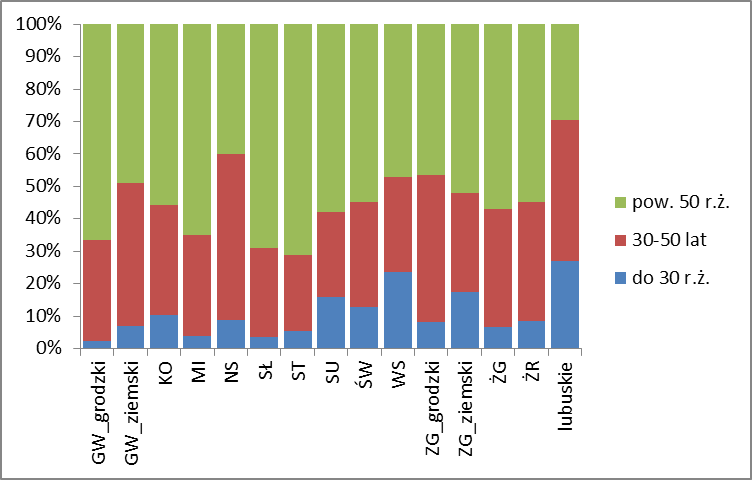 100%
90%
80%
70%
60%
50%
40%
30%
20%
10%
0%
GW_grodzki
GW_ziemski
KO
MI
NS
SŁ
ST
SU
ŚW
WS
ZG_grodzki
ZG_ziemski
ŻG
ŻR
lubuskie
pow. 50 r.ż.
30-50 lat
do 30 r.ż.